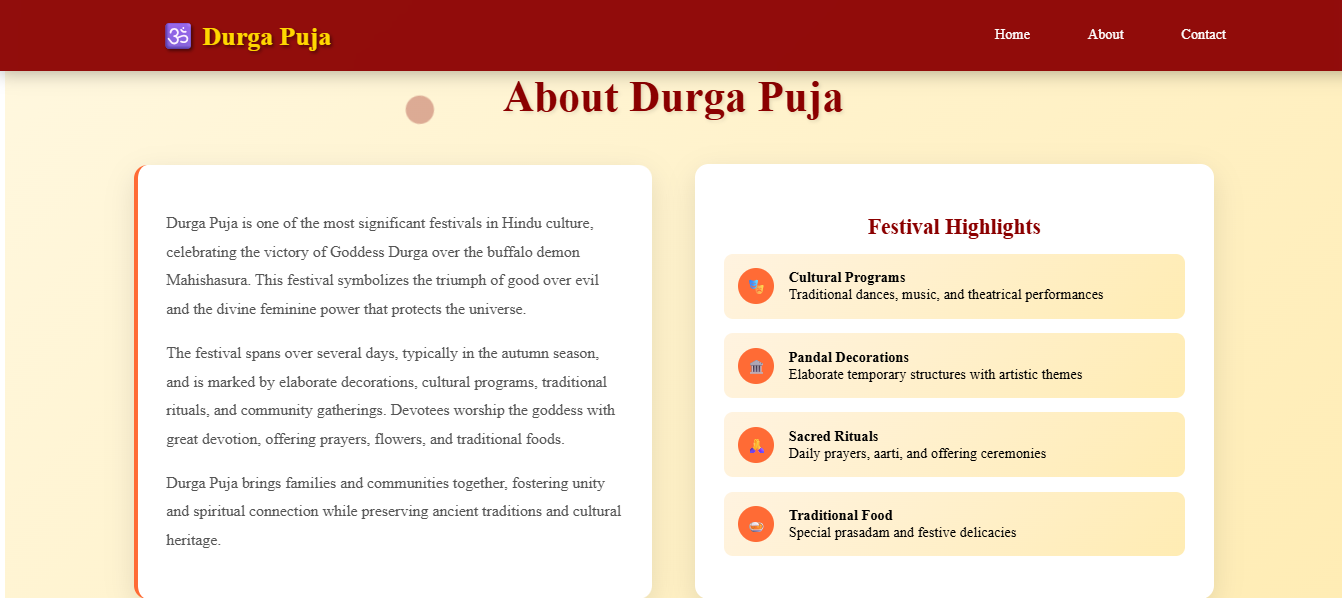 🕉 Durga Puja
Home About Contact
About Durga Puja
Durga Puja is one of the most significant festivals in Hindu culture,
celebrating the victory of Goddess Durga over the buffalo demon
Mahishasura. This festival symbolizes the triumph of good over evil
and the divine feminine power that protects the universe.
The festival spans over several days, typically in the autumn season,
and is marked by elaborate decorations, cultural programs, traditional
rituals, and community gatherings. Devotees worship the goddess with
great devotion, offering prayers, flowers, and traditional foods.
Durga Puja brings families and communities together, fostering unity
and spiritual connection while preserving ancient traditions and cultural
heritage.
Festival Highlights
Cultural Programs
Traditional dances, music, and theatrical performances
Pandal Decorations
Elaborate temporary structures with artistic themes
Sacred Rituals
Daily prayers, aarti, and offering ceremonies
Traditional Food
Special prasadam and festive delicacies